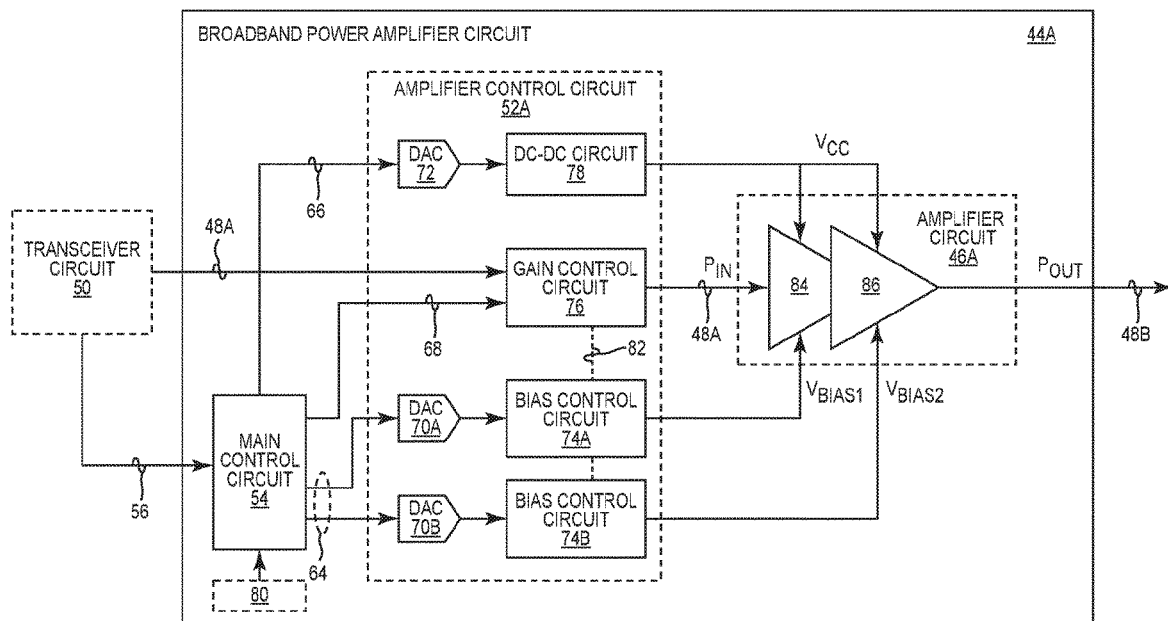 BROADBAND POWER AMPLIFIER CIRCUIT
44A
AMPLIFIER CONTROL CIRCUIT
52A
DAC
72
DC-DC CIRCUIT
78
VCC
66
TRANSCEIVER
CIRCUIT
50
48A
GAIN CONTROL
CIRCUIT
76
PIN
48A
84
86
AMPLIFIER
CIRCUIT
46A
POUT
48B
68
82
VBIAS1
VBIAS2
MAIN
CONTROL
CIRCUIT
54
DAC
70A
BIAS CONTROL
CIRCUIT
74A
56
DAC
70B
BIAS CONTROL
CIRCUIT
74B
64
80